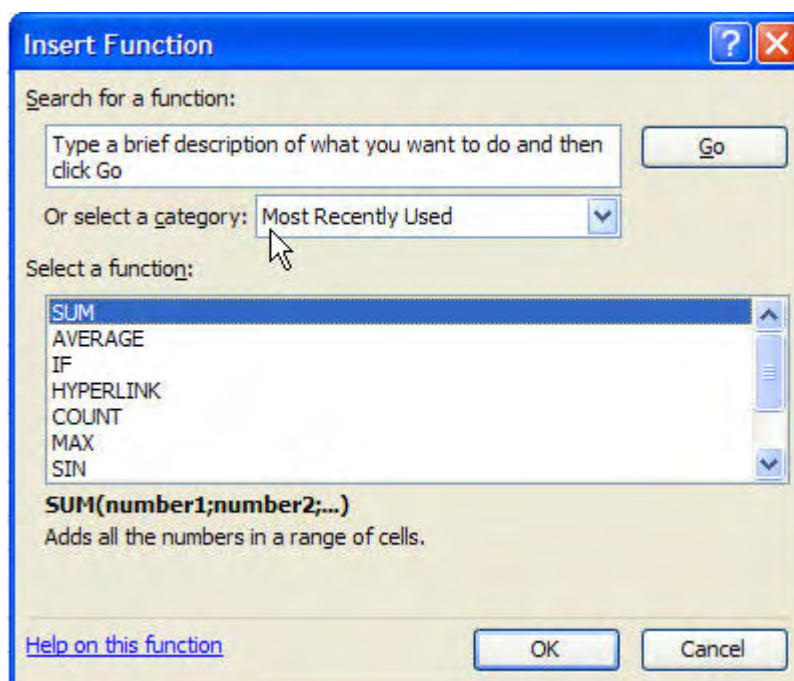 Insert Function
Search for a function:
Type a brief description of what you want to do and then
click Go
Go
Or select a category: Most Recently Used
Select a function:
SUM
AVERAGE
IF
HYPERLINK
COUNT
MAX
SIN
SUM(number1;number2;...)
Adds all the numbers in a range of cells.
Help on this function OK Cancel